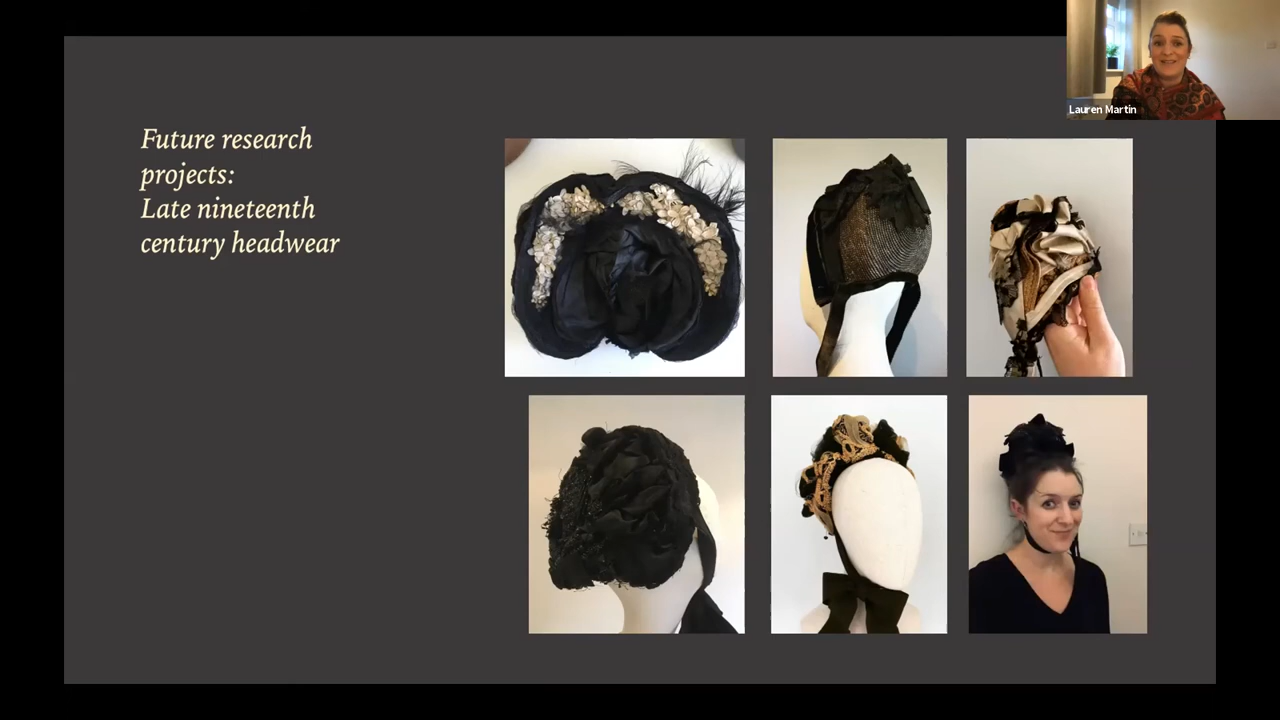 Future research
projects:
Late nineteenth
century headwear
Lauren Martin